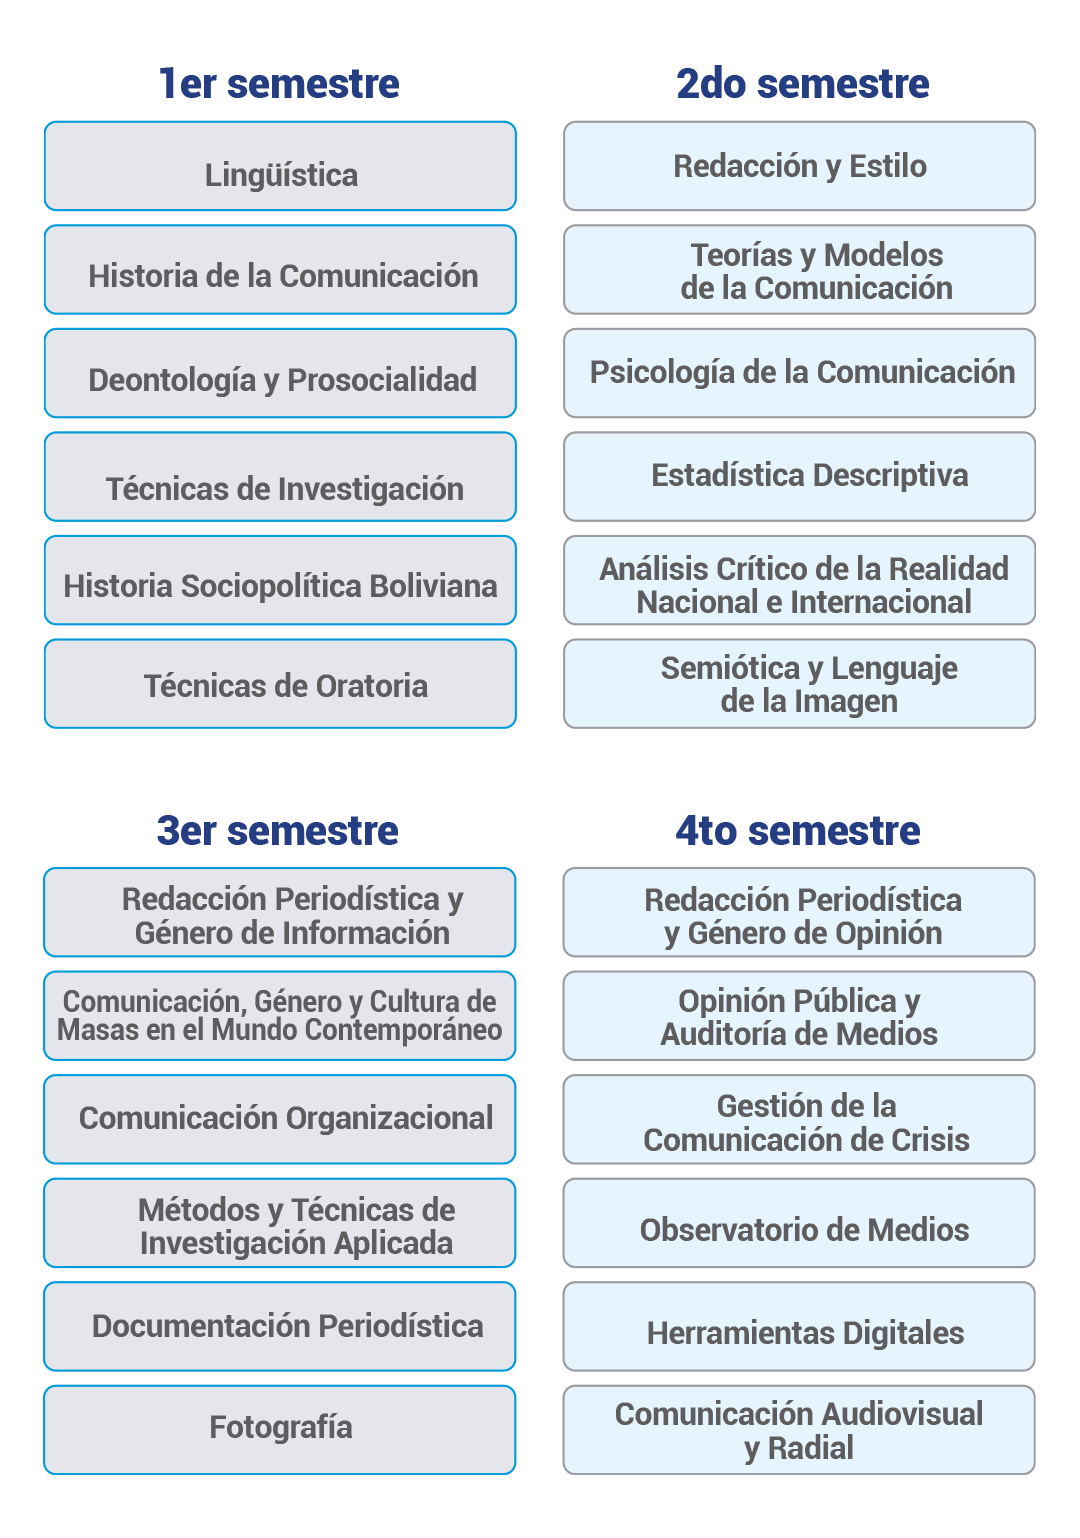 1er semestre
Lingüística
Historia de la Comunicación
Deontología y Prosocialidad
Técnicas de Investigación
Historia Sociopolítica Boliviana
Técnicas de Oratoria
2do semestre
Redacción y Estilo
Teorías y Modelos
de la Comunicación
Psicología de la Comunicación
Estadística Descriptiva
Análisis Crítico de la Realidad
Nacional e Internacional
Semiótica y Lenguaje
de la Imagen
3er semestre
Redacción Periodística y
Género de Información
Comunicación, Género y Cultura de
Masas en el Mundo Contemporáneo
Comunicación Organizacional
Métodos y Técnicas de
Investigación Aplicada
Documentación Periodística
Fotografía
4to semestre
Redacción Periodística
y Género de Opinión
Opinión Pública y
Auditoría de Medios
Gestión de la
Comunicación de Crisis
Observatorio de Medios
Herramientas Digitales
Comunicación Audiovisual
y Radial